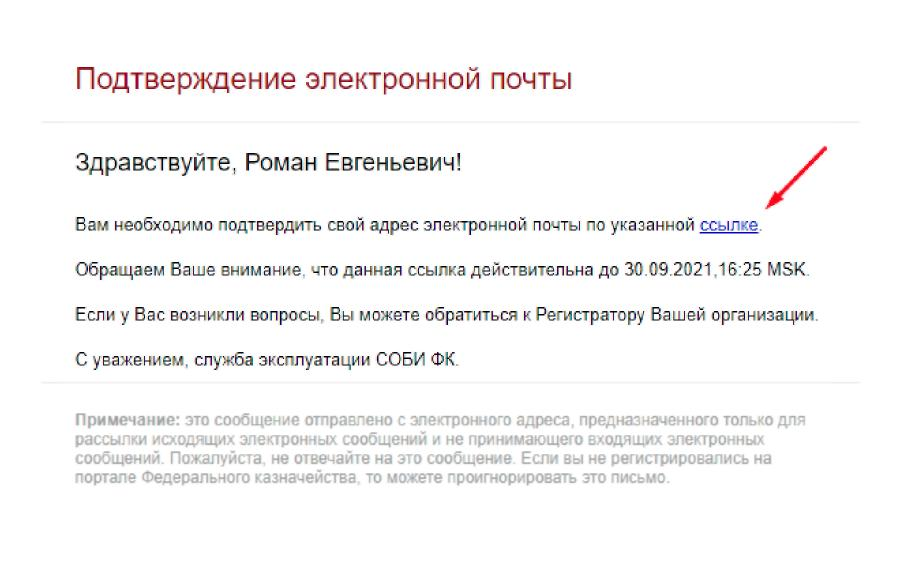 Подтверждение электронной почты
Здравствуйте, Роман Евгеньевич!
Вам необходимо подтвердить свой адрес электронной почты по указанной ссылке.
Обращаем Ваше внимание, что данная ссылка действительна до 30.09.2021,16:25 MSK.
Если у Вас возникли вопросы, Вы можете обратиться к Регистратору Вашей организации.
С уважением, служба эксплуатации СОБИ ФК.
Примечание: это сообщение отправлено с электронного адреса, предназначенного только для
рассылки исходящих электронных сообщений и не принимающего входящих электронных
сообщений. Пожалуйста, не отвечайте на это сообщение. Если вы не регистрировались на
портале Федерального казначейства, то можете проигнорировать это письмо.